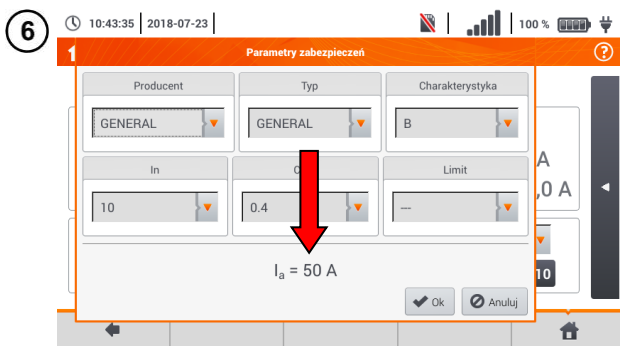 6
10:43:35 2018-07-23 100 %
1 Parametry zabezpieczeń ?
Producent Typ Charakterystyka
GENERAL GENERAL B
In Limit
10 0.4 ---
A
,0 A
10
Ia = 50 A
Ok Anuluj